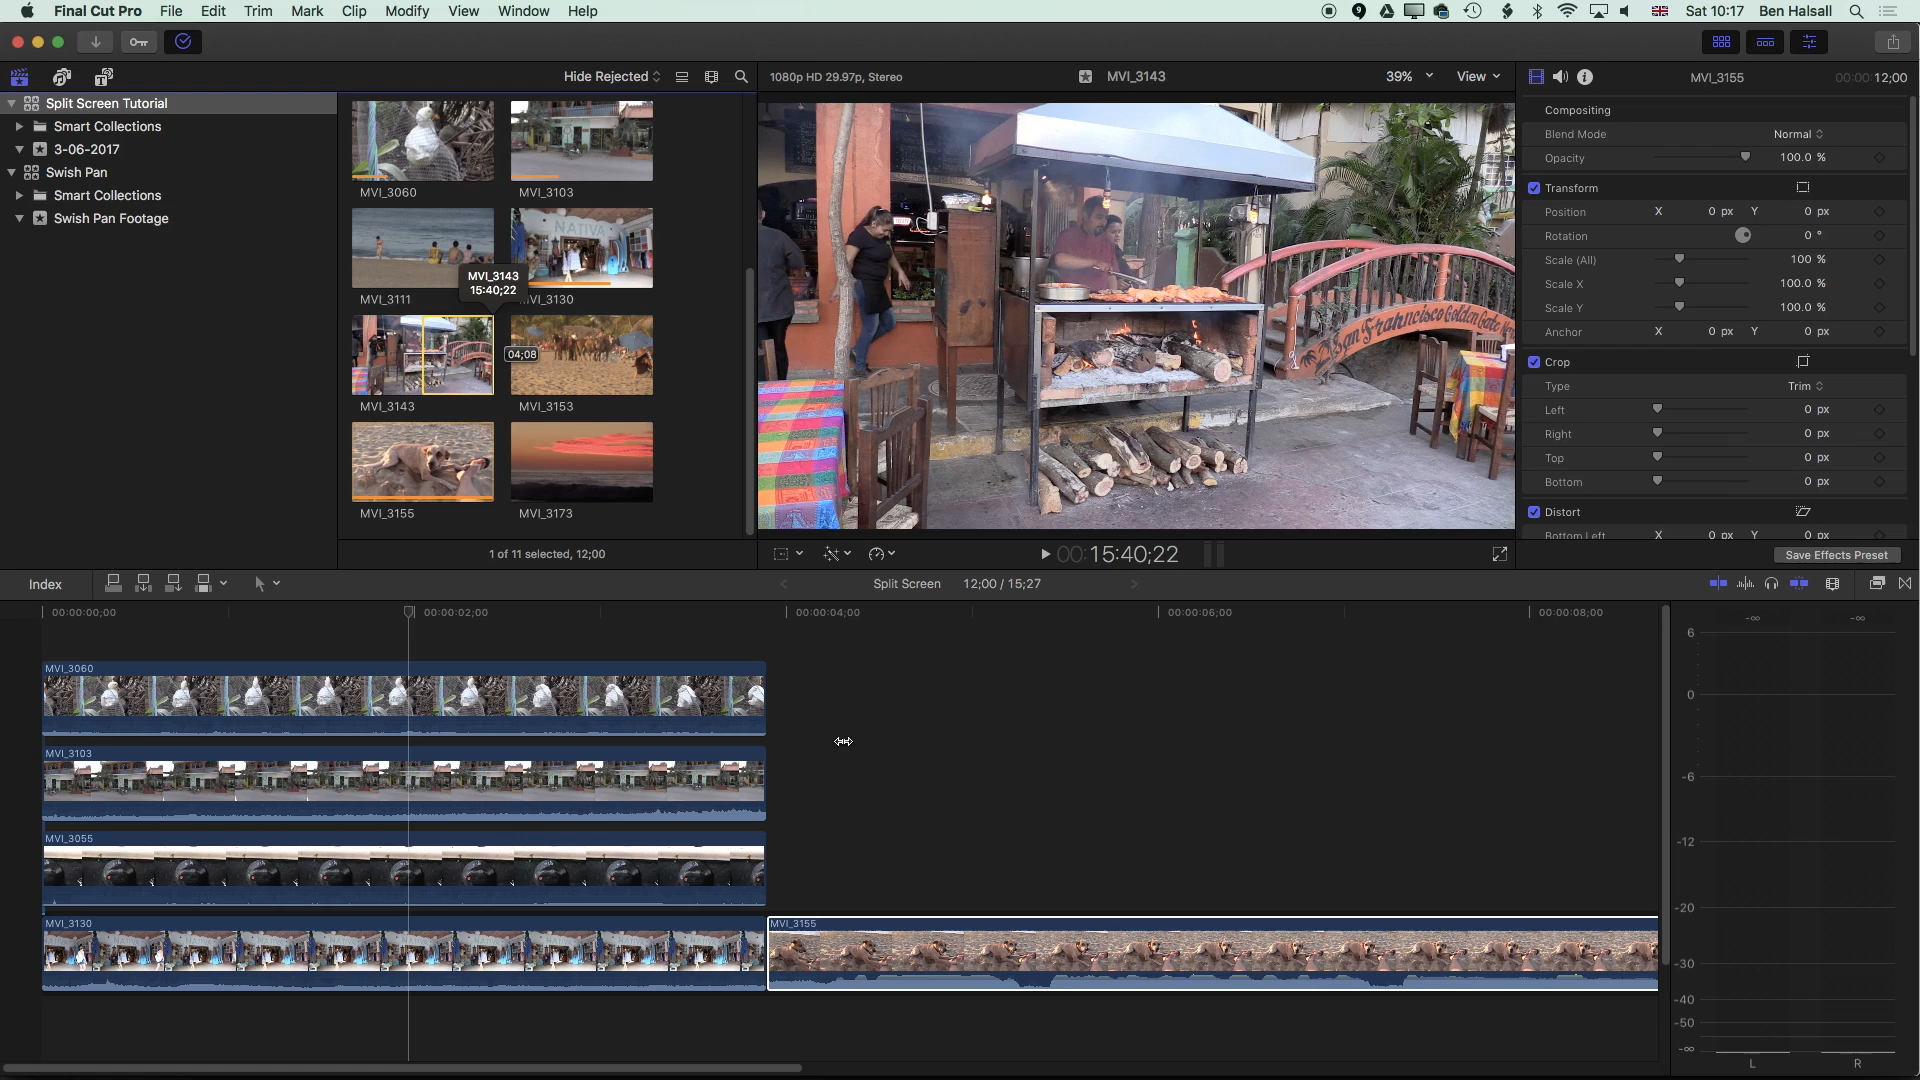 Final Cut Pro File Edit Trim Mark Clip Modify View Window Help 9 Sat 10:17 Ben Halsall
Hide Rejected 1080p HD 29.97p, Stereo MVI_3143 39% View MVI_3155 00:00:12;00
Split Screen Tutorial
Smart Collections
3-06-2017
Swish Pan
Smart Collections
Swish Pan Footage
MVI_3060 MVI_3103
NATIVA
MVI_3111 MVI_3130
MVI_3143
15:40;22
04;08
MVI_3143 MVI_3153
MVI_3155 MVI_3173
1 of 11 selected, 12;00
San Frahncisco Golden Gate
00:15:40;22
Compositing
Blend Mode Normal
Opacity 100.0 %
Transform
Position X 0 px Y 0 px
Rotation 0 °
Scale (All) 100 %
Scale X 100.0 %
Scale Y 100.0 %
Anchor X 0 px Y 0 px
Crop
Type Trim
Left 0 px
Right 0 px
Top 0 px
Bottom 0 px
Distort
Bottom Left X 0 px Y 0 px
Save Effects Preset
Index Split Screen 12;00 / 15;27
00:00:00;00 00:00:02;00 00:00:04;00 00:00:06;00 00:00:08;00
MVI_3060
MVI_3103
MVI_3055
MVI_3130 MVI_3155
-∞ -∞
6
0
-6
-12
-20
-30
-40
-50
-∞
L R